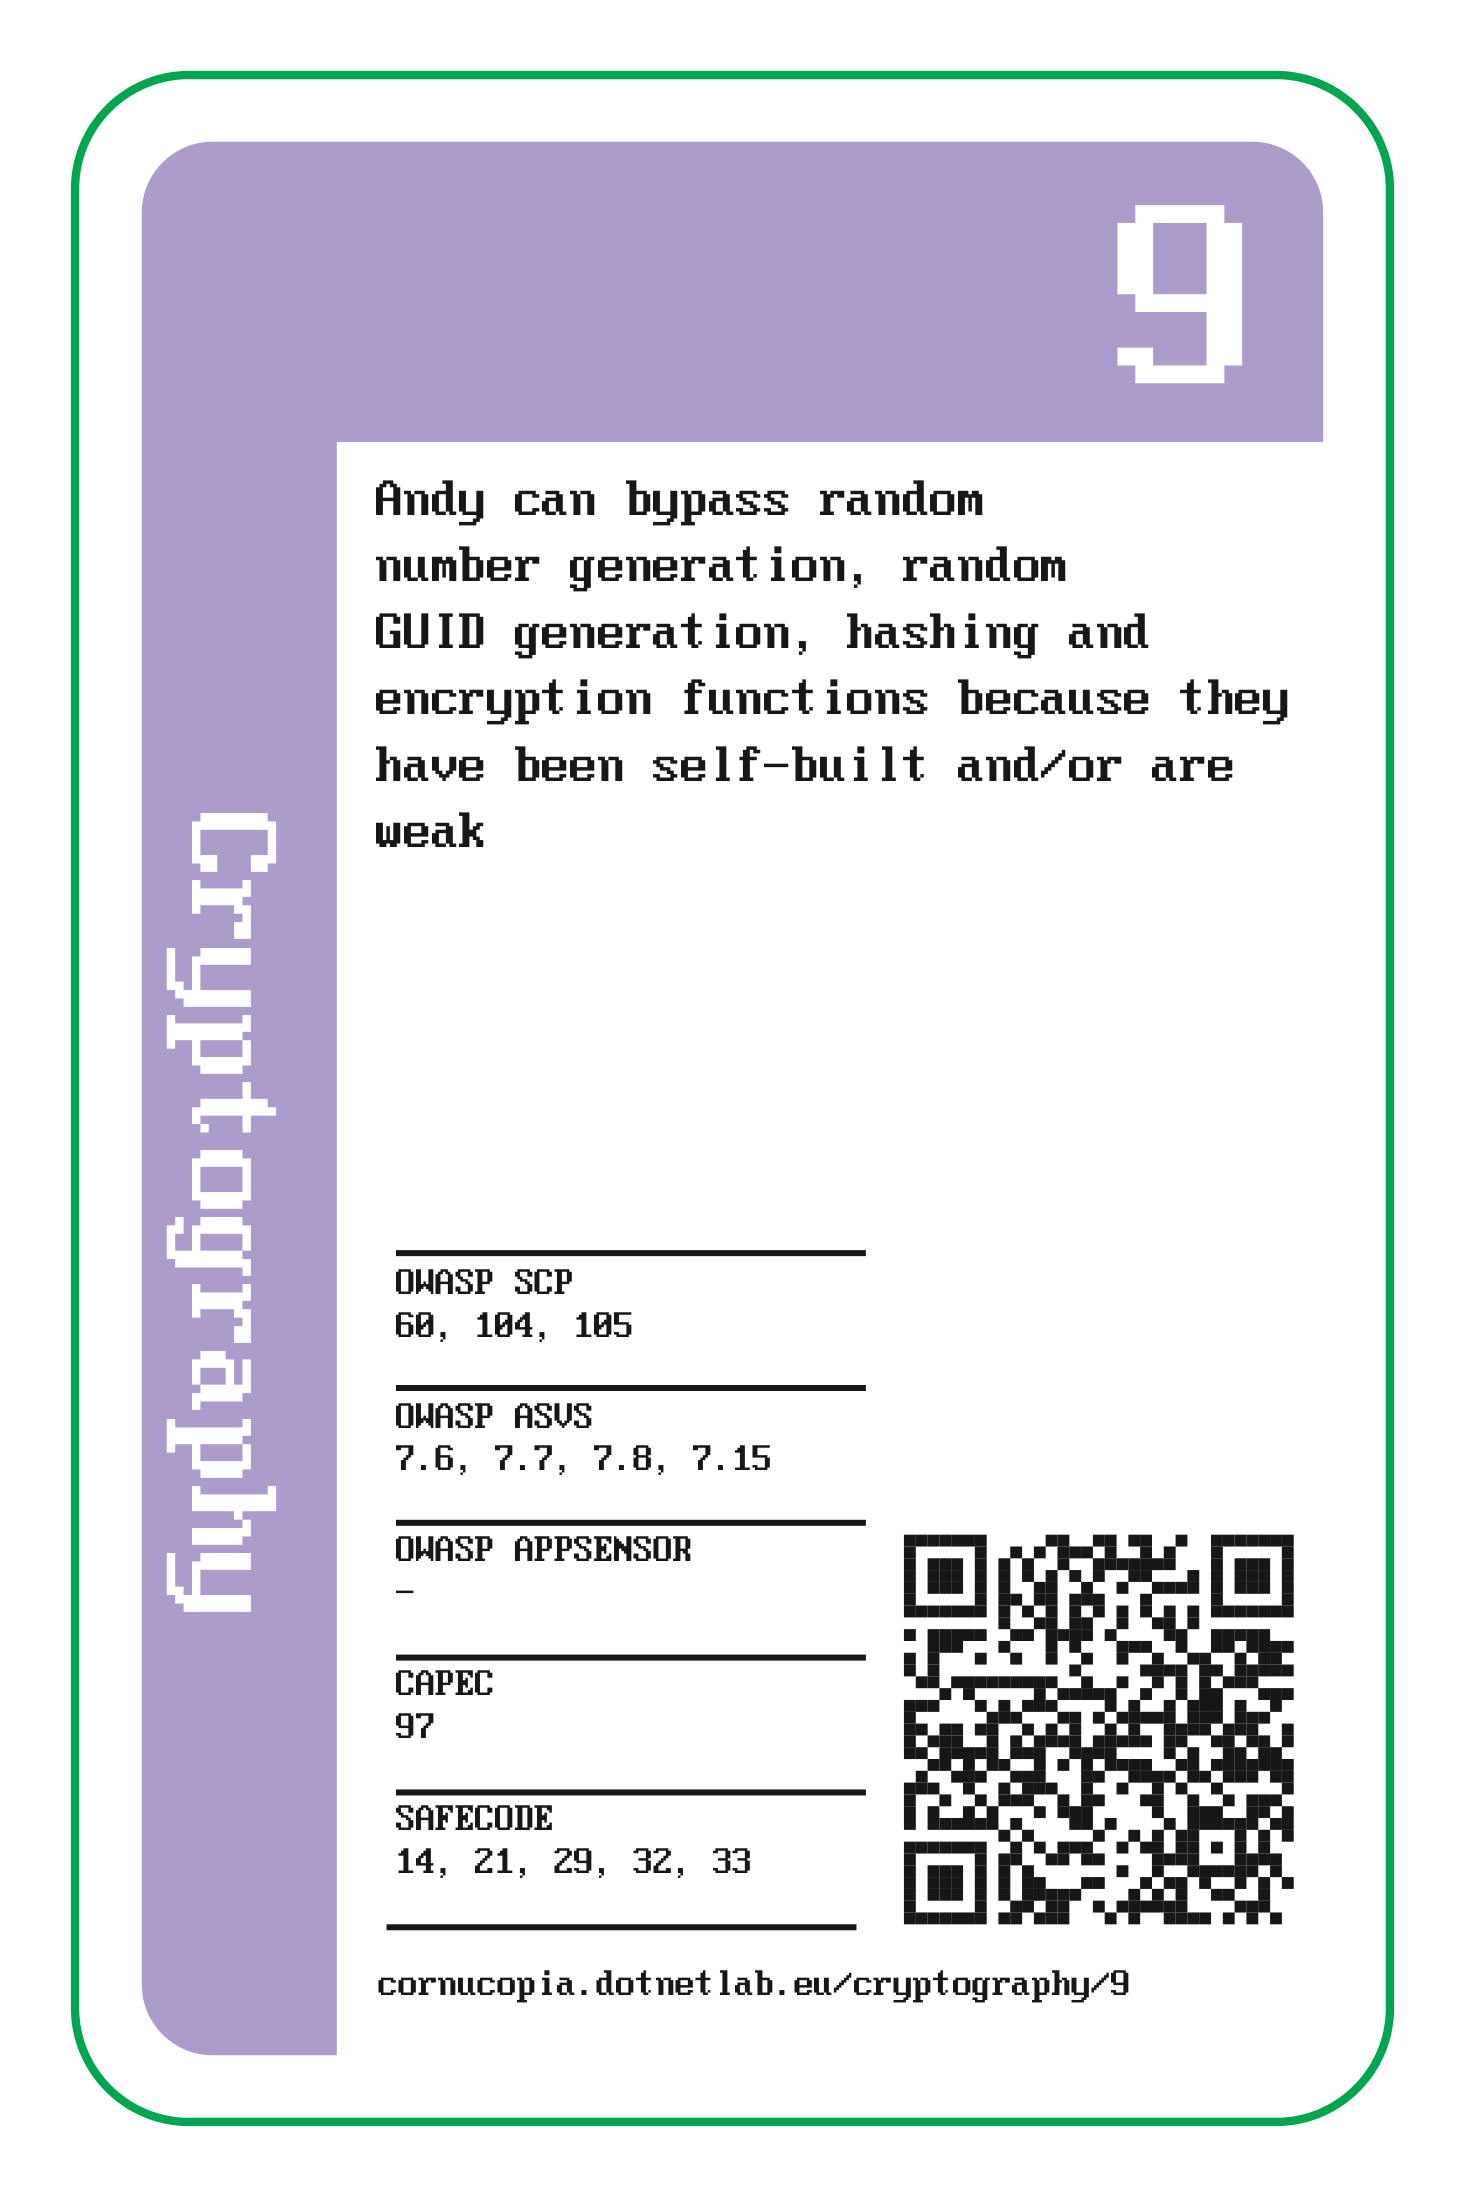 9
Andy can bypass random
number generation, random
GUID generation, hashing and
encryption functions because they
have been self-built and/or are
weak
Cryptography
OWASP SCP
60, 104, 105
OWASP ASVS
7.6, 7.7, 7.8, 7.15
OWASP APPSENSOR
-
CAPEC
97
SAFECODE
14, 21, 29, 32, 33
cornucopia.dotnetlab.eu/cryptography/9